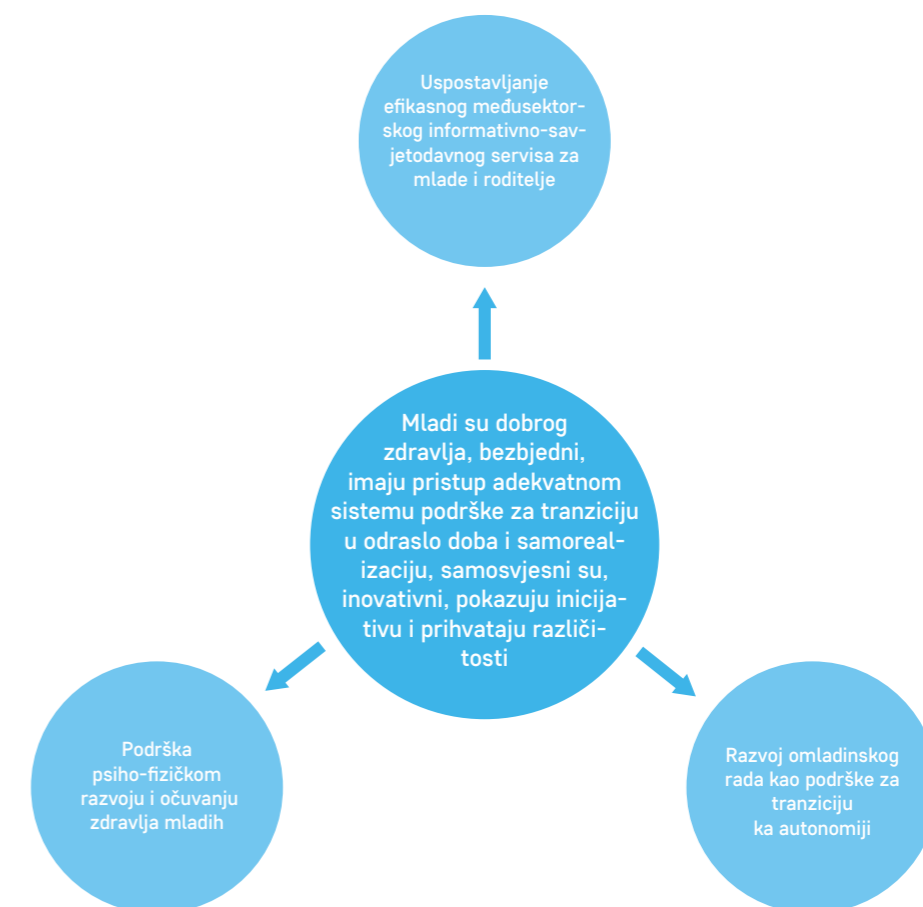 Uspostavljanje
efikasnog međusektor-
skog informativno-sav-
jetodavnog servisa za
mlade i roditelje
Mladi su dobrog
zdravlja, bezbjedni,
imaju pristup adekvatnom
sistemu podrške za tranziciju
u odraslo doba i samoreal-
izaciju, samosvjesni su,
inovativni, pokazuju inicija-
tivu i prihvataju različi-
tosti
Podrška
psiho-fizičkom
razvoju i očuvanju
zdravlja mladih
Razvoj omladinskog
rada kao podrške za
tranziciju
ka autonomiji